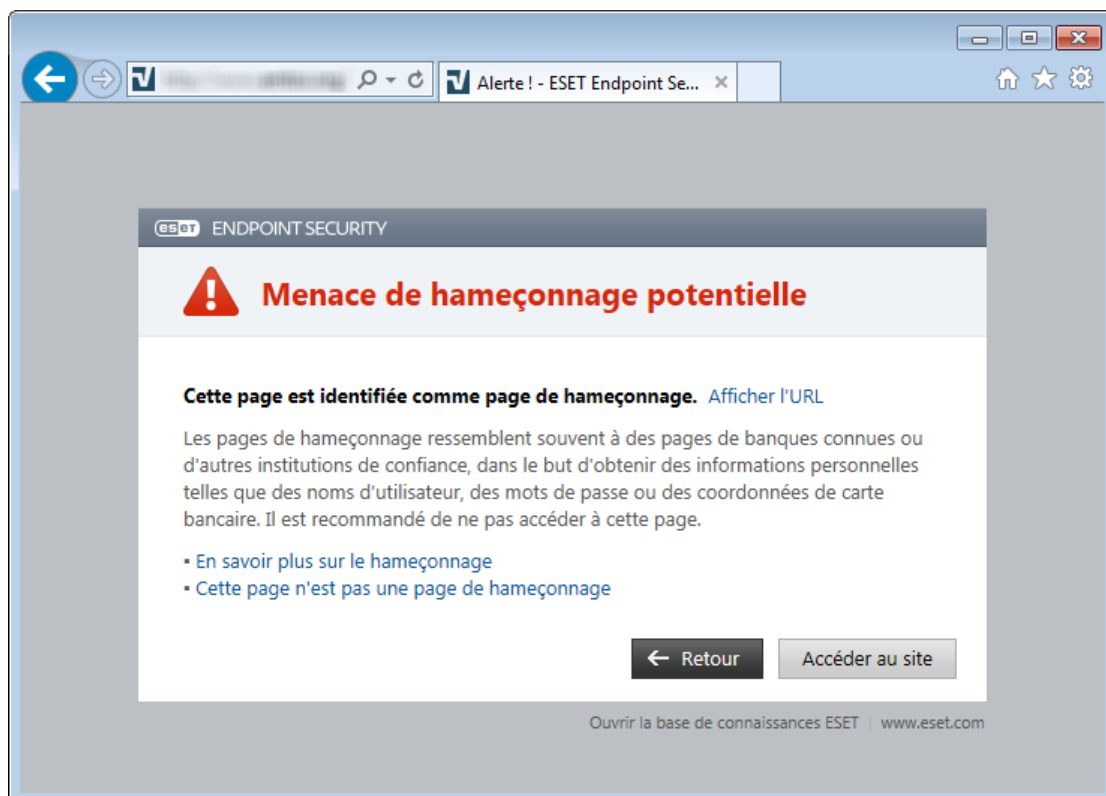 Alerte ! - ESET Endpoint Se...
eset ENDPOINT SECURITY
Menace de hameçonnage potentielle
Cette page est identifiée comme page de hameçonnage. Afficher l'URL
Les pages de hameçonnage ressemblent souvent à des pages de banques connues ou
d'autres institutions de confiance, dans le but d'obtenir des informations personnelles
telles que des noms d'utilisateur, des mots de passe ou des coordonnées de carte
bancaire. Il est recommandé de ne pas accéder à cette page.
▪ En savoir plus sur le hameçonnage
▪ Cette page n'est pas une page de hameçonnage
Retour Accéder au site
Ouvrir la base de connaissances ESET | www.eset.com